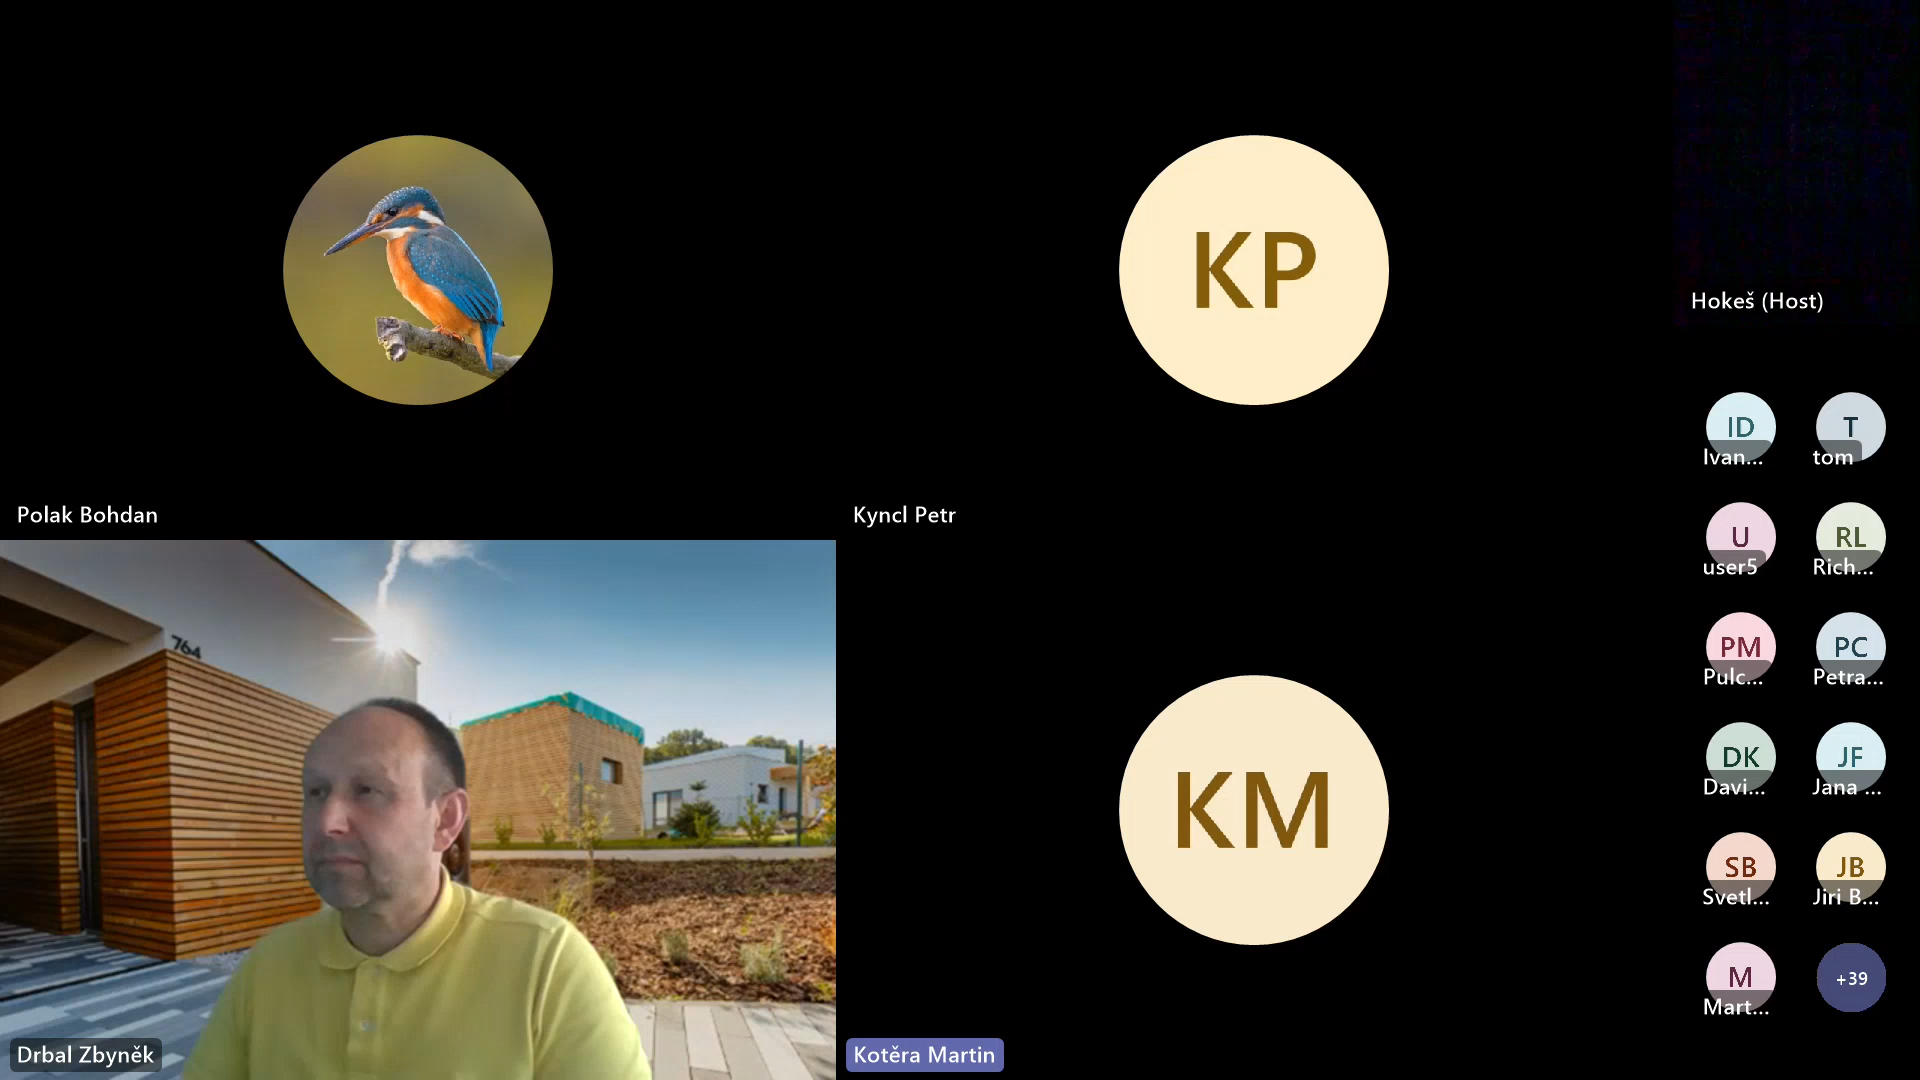 KP
Hokeš (Host)
Polak Bohdan
Kyncl Petr
764
KM
Drbal Zbyněk
Kotěra Martin
ID
Ivan...
T
tom
U
user5
RL
Rich...
PM
Pulc...
PC
Petra...
DK
Davi...
JF
Jana ...
SB
Svetl...
JB
Jiri B...
M
Mart...
+39